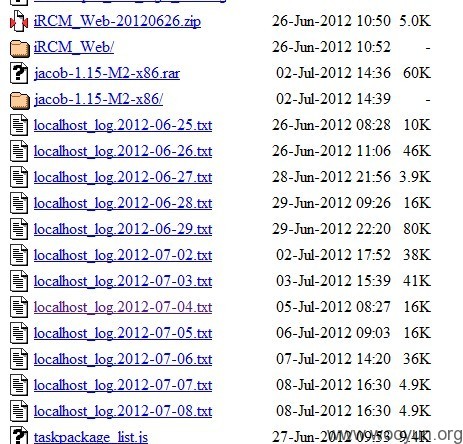 iRCM_Web-20120626.zip 26-Jun-2012 10:50 5.0K
iRCM_Web/ 26-Jun-2012 10:52 -
jacob-1.15-M2-x86.rar 02-Jul-2012 14:36 60K
jacob-1.15-M2-x86/ 02-Jul-2012 14:39 -
localhost_log.2012-06-25.txt 26-Jun-2012 08:28 10K
localhost_log.2012-06-26.txt 26-Jun-2012 11:06 46K
localhost_log.2012-06-27.txt 28-Jun-2012 21:56 3.9K
localhost_log.2012-06-28.txt 29-Jun-2012 09:26 16K
localhost_log.2012-06-29.txt 29-Jun-2012 22:20 80K
localhost_log.2012-07-02.txt 02-Jul-2012 17:52 38K
localhost_log.2012-07-03.txt 03-Jul-2012 15:39 41K
localhost_log.2012-07-04.txt 05-Jul-2012 08:27 16K
localhost_log.2012-07-05.txt 06-Jul-2012 09:03 16K
localhost_log.2012-07-06.txt 07-Jul-2012 14:20 36K
localhost_log.2012-07-07.txt 08-Jul-2012 16:30 4.9K
localhost_log.2012-07-08.txt 08-Jul-2012 16:30 4.9K
taskpackage_list.js 27-Jun-2012 09:53 9.4K
www.wooyun.org